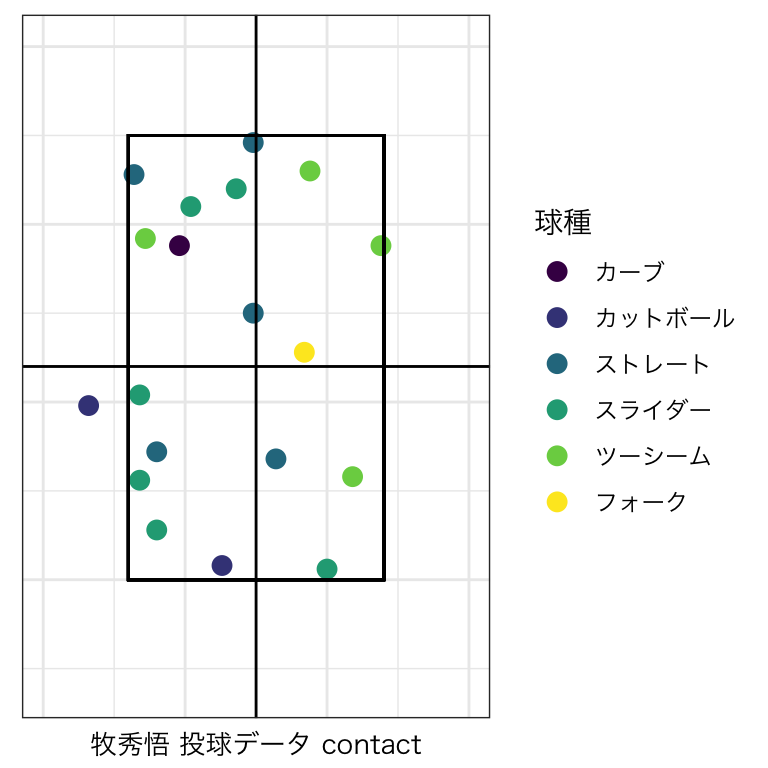 球種
カーブ
カットボール
ストレート
スライダー
ツーシーム
フォーク
牧秀悟 投球データ contact